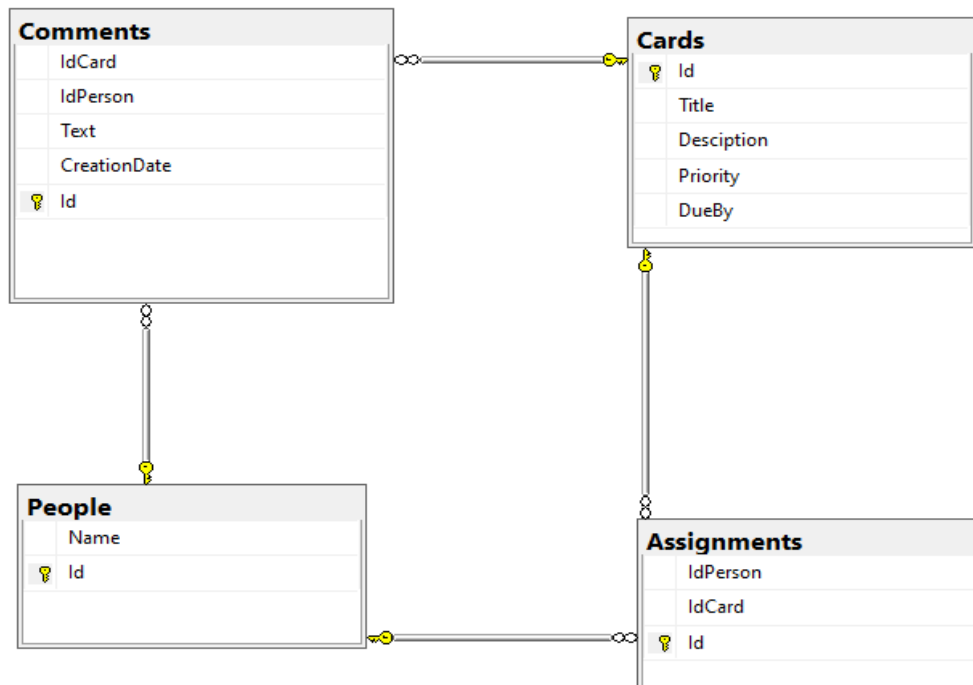 Comments
IdCard
IdPerson
Text
CreationDate
Id
Cards
Id
Title
Desciption
Priority
DueBy
People
Name
Id
Assignments
IdPerson
IdCard
Id